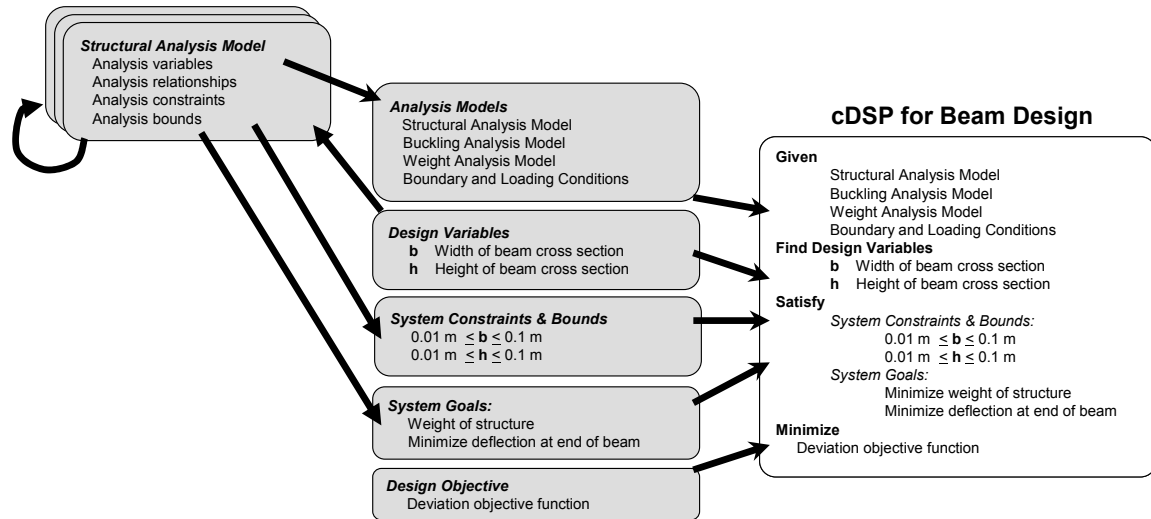 Structural Analysis Model
Analysis variables
Analysis relationships
Analysis constraints
Analysis bounds
Analysis Models
Structural Analysis Model
Buckling Analysis Model
Weight Analysis Model
Boundary and Loading Conditions
Design Variables
b Width of beam cross section
h Height of beam cross section
System Constraints & Bounds
0.01 m ≤ b ≤ 0.1 m
0.01 m ≤ h ≤ 0.1 m
System Goals:
Weight of structure
Minimize deflection at end of beam
Design Objective
Deviation objective function
cDSP for Beam Design
Given
Structural Analysis Model
Buckling Analysis Model
Weight Analysis Model
Boundary and Loading Conditions
Find Design Variables
b Width of beam cross section
h Height of beam cross section
Satisfy
System Constraints & Bounds:
0.01 m ≤ b ≤ 0.1 m
0.01 m ≤ h ≤ 0.1 m
System Goals:
Minimize weight of structure
Minimize deflection at end of beam
Minimize
Deviation objective function